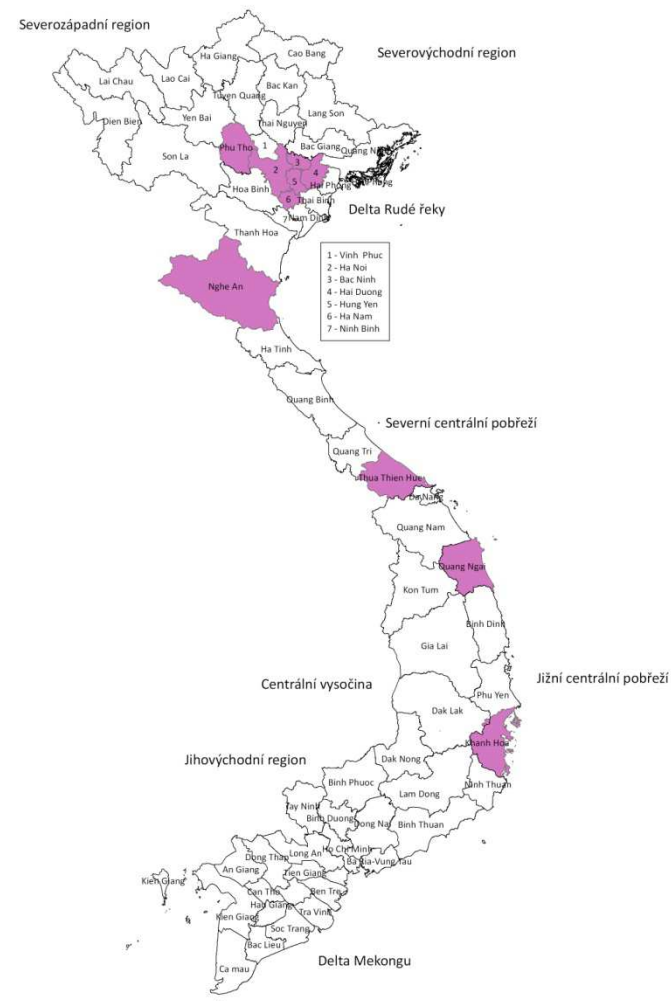 Severozápadní region
Severovýchodní region
Ha Giang
Cao Bang
Lai Chau
Lao Cai
Bac Kan
Tuyen Quang
Lang Son
Dien Bien
Yen Bai
Thai Nguyen
Phu Tho
1
Bac Giang
Quang N
Son La
2
3
4
5
Hai Phong
Hoa Binh
6
Thai Binh
7
Nam Dinh
Delta Rudé řeky
Thanh Hoa
1 - Vinh Phuc
2 - Ha Noi
3 - Bac Ninh
4 - Hai Duong
5 - Hung Yen
6 - Ha Nam
7 - Ninh Binh
Nghe An
Ha Tinh
Quang Binh
Severní centrální pobřeží
Quang Tri
Thua Thien Hue
Da Nang
Quang Nam
Quang Ngai
Kon Tum
Binh Dinh
Gia Lai
Jižní centrální pobřeží
Centrální vysočina
Phu Yen
Dak Lak
Khanh Hoa
Jihovýchodní region
Dak Nong
Binh Phuoc
Ninh Thuan
Lam Dong
Tay Ninh
Binh Duong
Dong Nai
Binh Thuan
Ho Chi Minh
Long An
Dong Thap
Ba Ria-Vung Tau
An Giang
Tien Giang
Kien Giang
Can Tho
Ben Tre
Hau Giang
Tra Vinh
Kien Giang
Soc Trang
Bac Lieu
Delta Mekongu
Ca mau